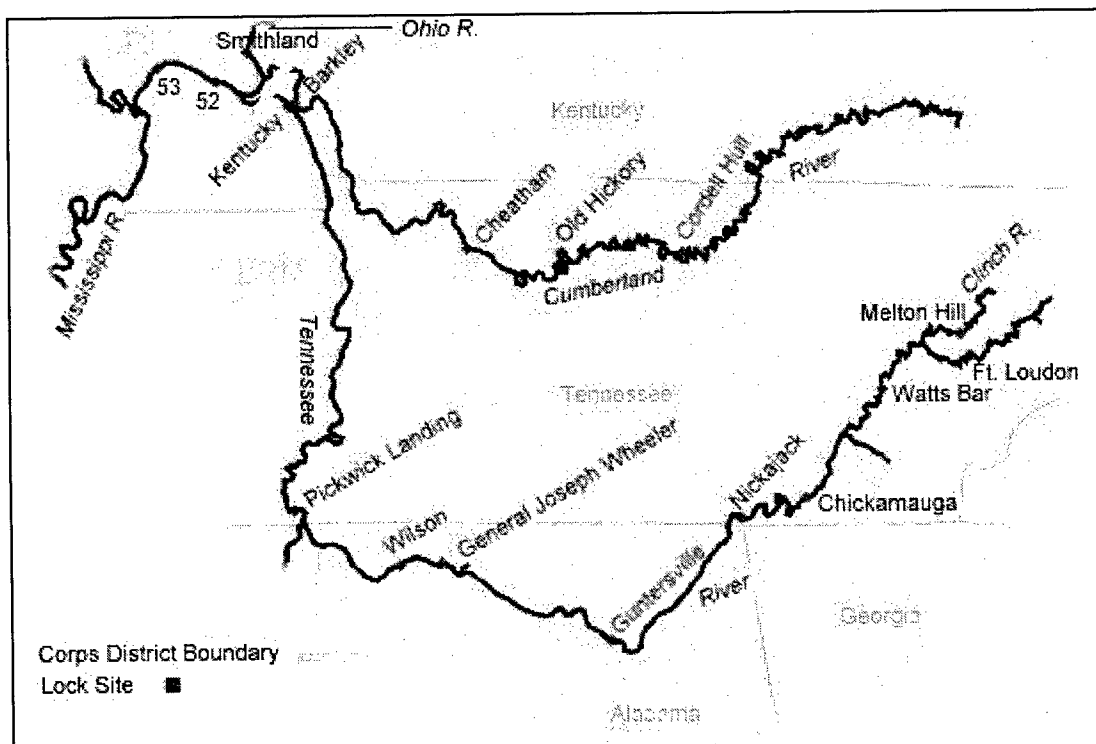 Ohio R.
Smithland
Barkley
53
52
Kentucky
Kentucky
Cheatham
Old Hickory
Cordell Hull
River
Mississippi R.
Cumberland
Clinch R.
Melton Hill
Tennessee
Ft. Loudon
Tennessee
Watts Bar
Pickwick Landing
General Joseph Wheeler
Nickajack
Wilson
Chickamauga
Guntersville
River
Georgia
Corps District Boundary
Lock Site
Alabama